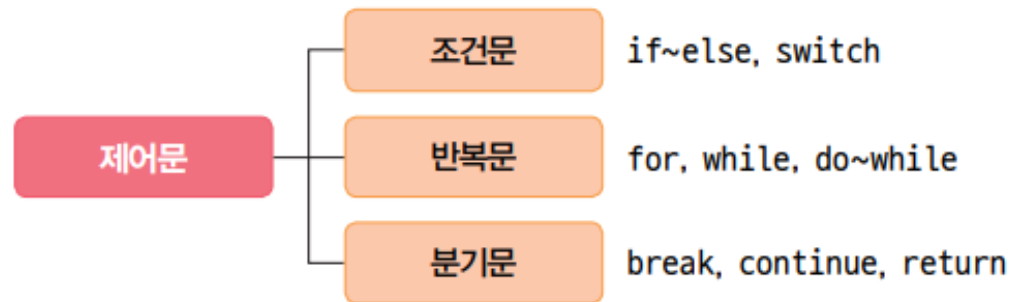 제어문
조건문 if~else, switch
반복문 for, while, do~while
분기문 break, continue, return